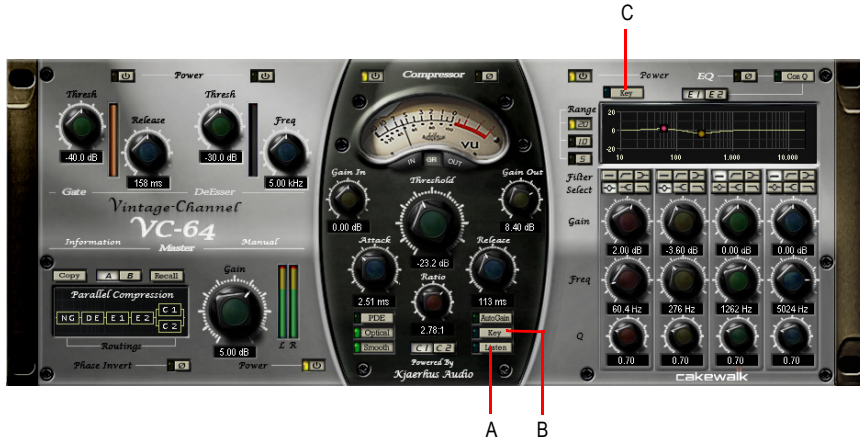 C
Power
Compressor
Power
EQ
Con Q
Key
E1 E2
Thresh
Thresh
Release
Freq
-40.0 dB
-30.0 dB
158 ms
5.00 kHz
Gate
DeEsser
Vintage-Channel
VC-64
Information
Master
Manual
Copy
A B
Recall
Gain
Parallel Compression
NG DE E1 E2 C1
C2
Routings
5.00 dB
L R
Phase Invert
Power
VU
IN GR OUT
Gain In
Threshold
Gain Out
0.00 dB
8.40 dB
-23.2 dB
Attack
Release
Ratio
2.51 ms
113 ms
2.78:1
PDE
AutoGain
Optical
Key
Smooth
C1 C2
Listen
Powered By
Kjaerhus Audio
Range
20
10
5
20
0
-20
10
100
1.000
10.000
Filter
Select
Gain
2.00 dB
-3.60 dB
0.00 dB
0.00 dB
Freq
60.4 Hz
276 Hz
1262 Hz
5024 Hz
Q
0.70
0.70
0.70
0.70
cakewalk
A
B